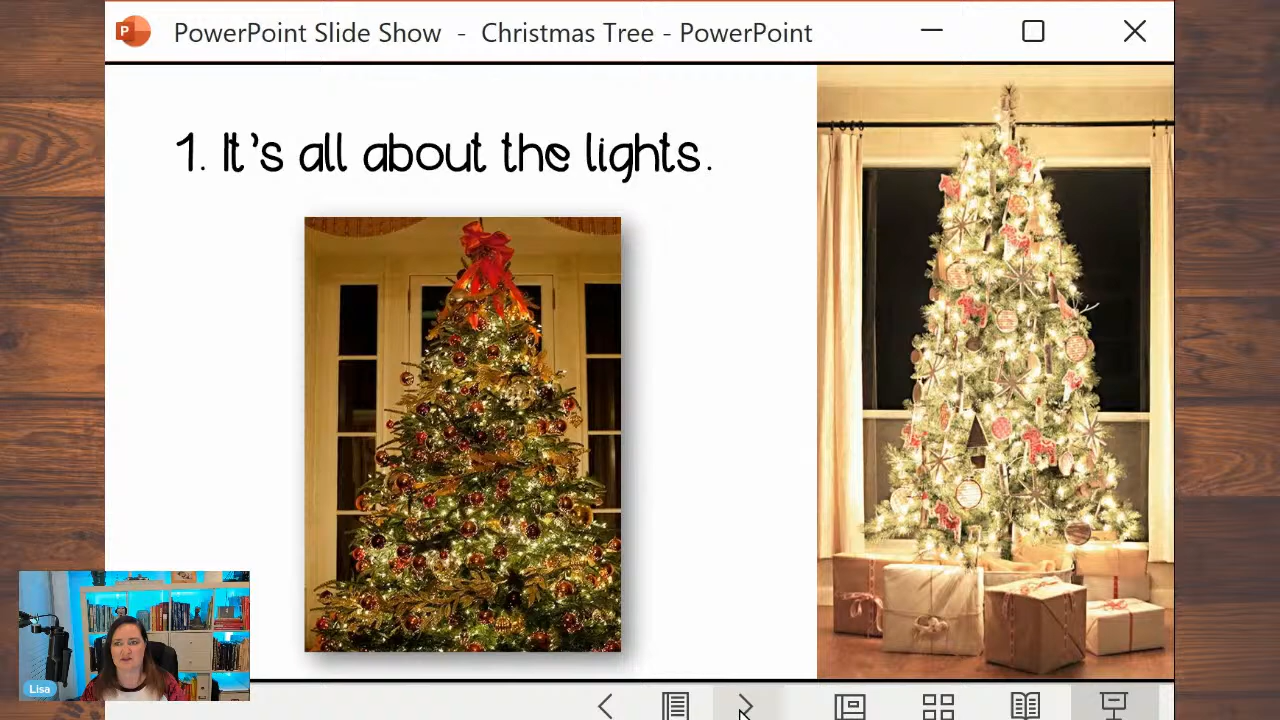 P
PowerPoint Slide Show - Christmas Tree - PowerPoint
1. It's all about the lights.
Lisa